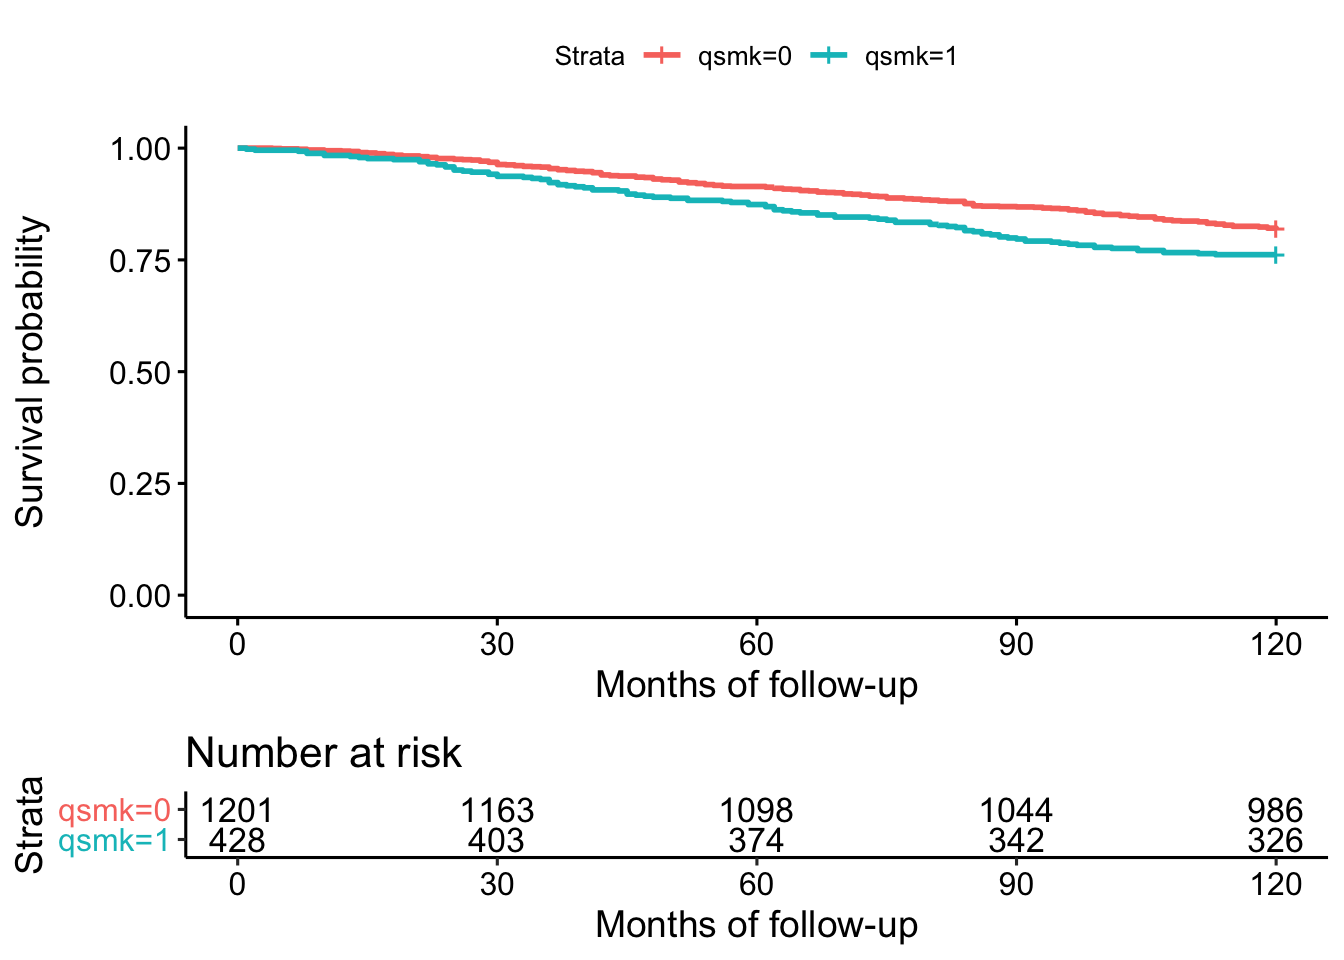 Strata qsmk=0 qsmk=1
1.00
0.75
0.50
0.25
0.00
Survival probability
0 30 60 90 120
Months of follow-up
Number at risk
Strata
qsmk=0 1201 1163 1098 1044 986
qsmk=1 428 403 374 342 326
0 30 60 90 120
Months of follow-up